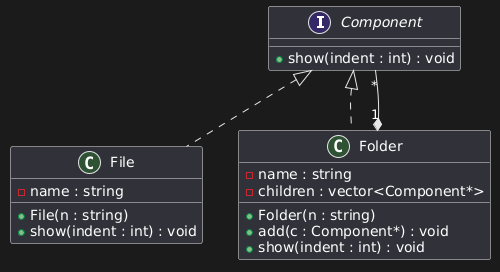 I Component
show(indent : int) : void
*
1
C File
name : string
File(n : string)
show(indent : int) : void
C Folder
name : string
children : vector<Component*>
Folder(n : string)
add(c : Component*) : void
show(indent : int) : void